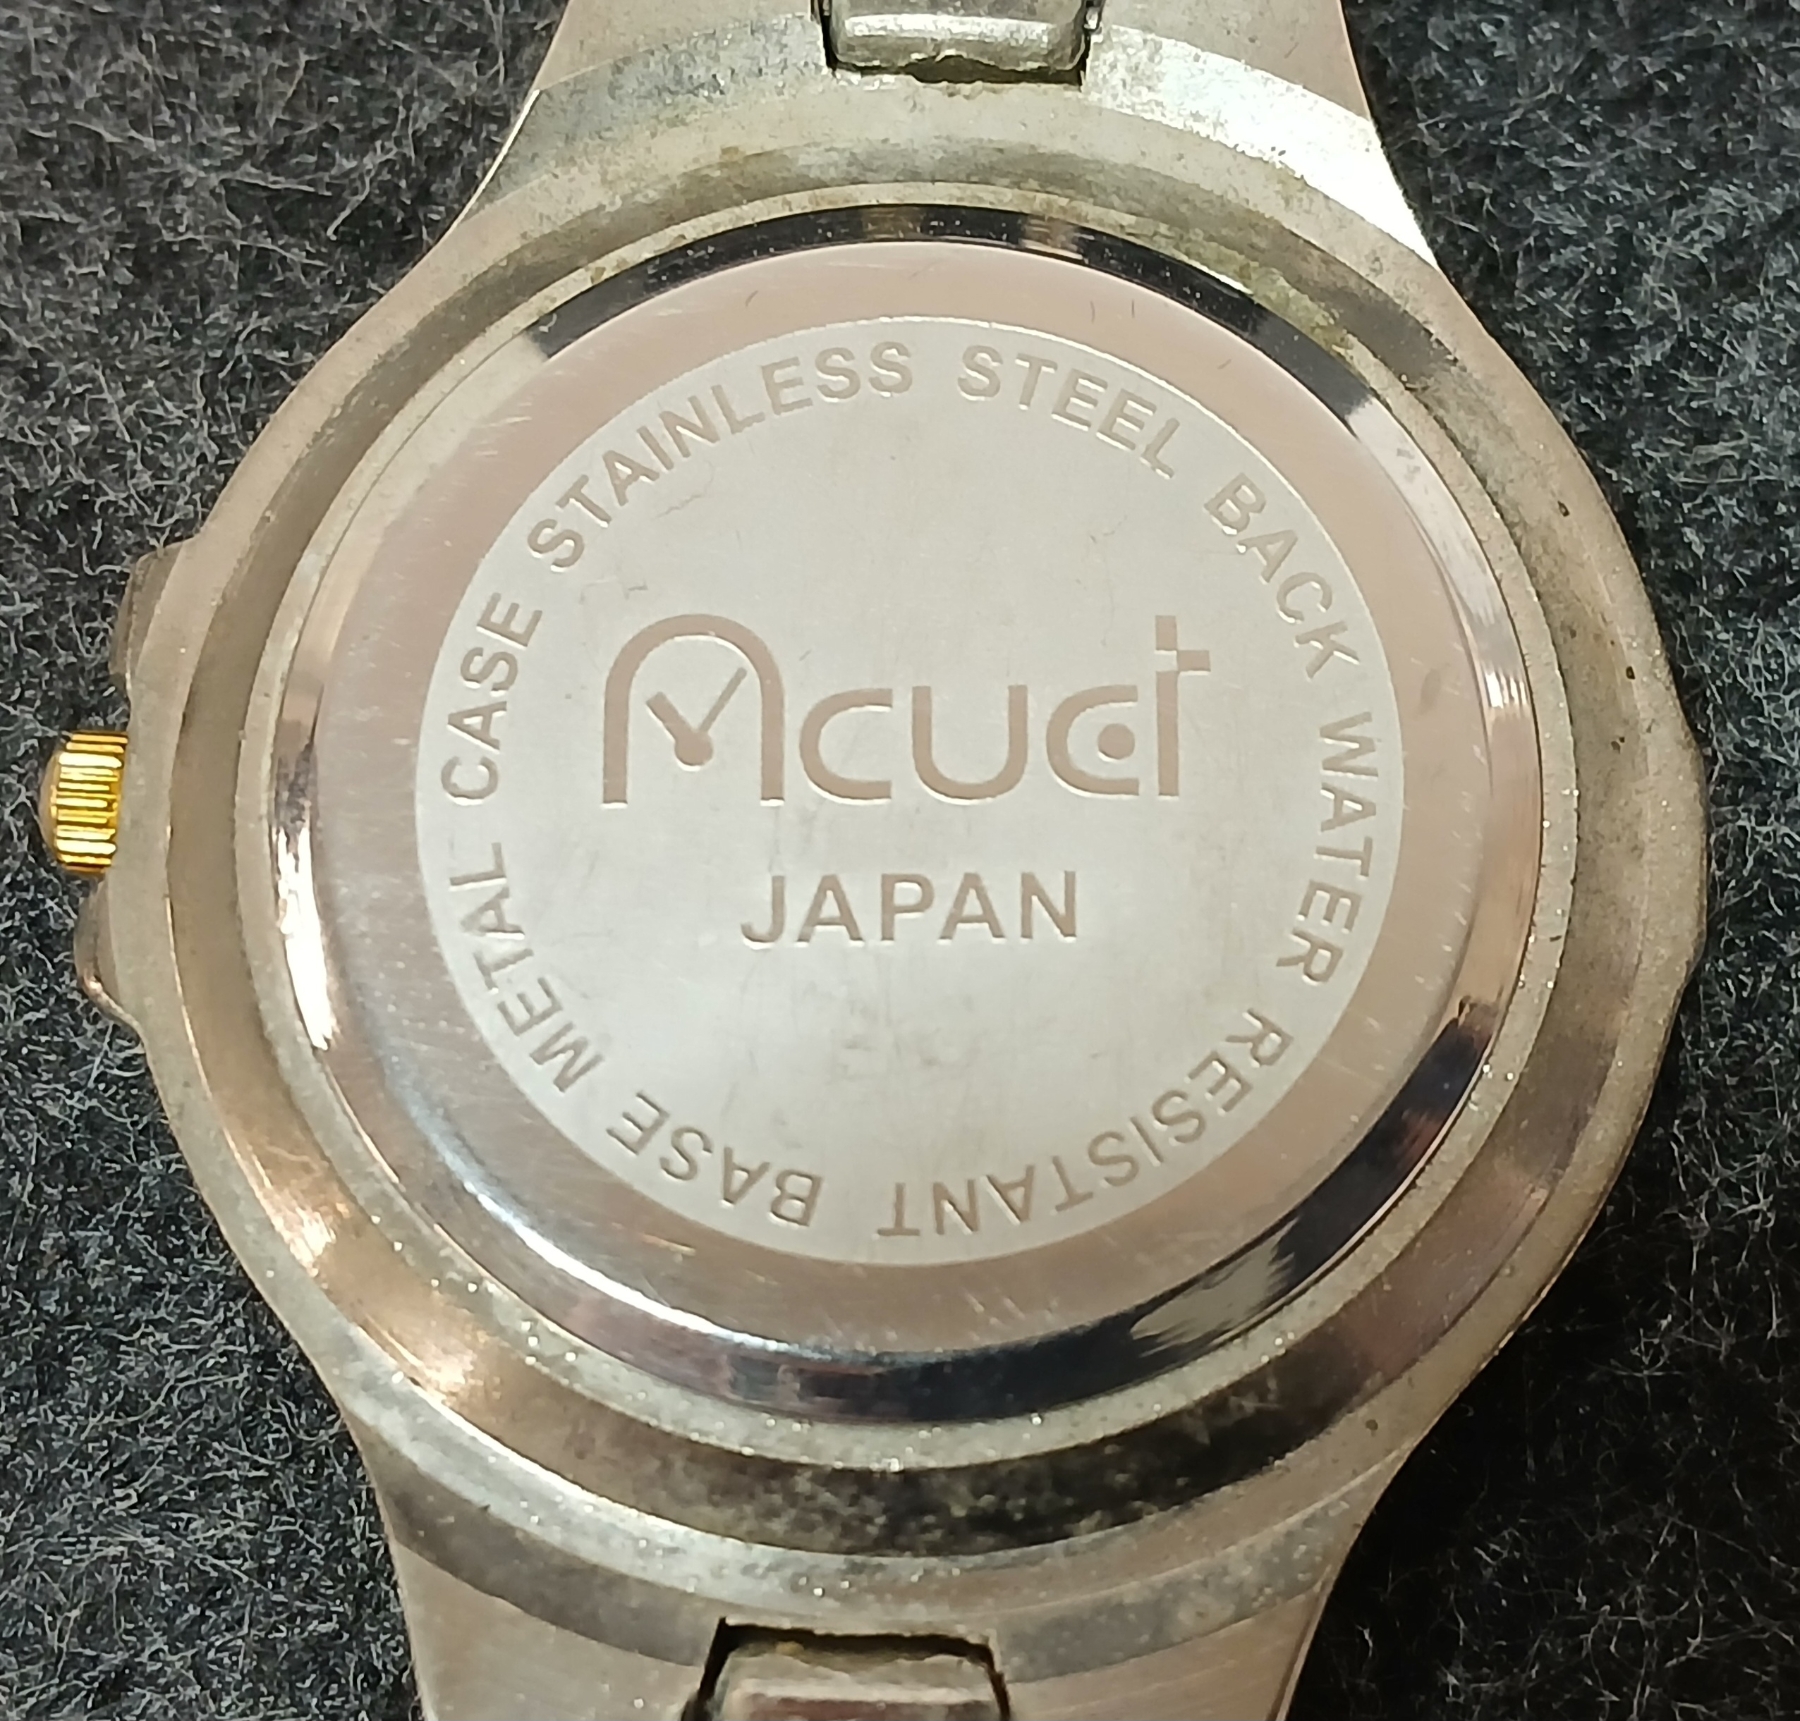 STAINLESS STEEL BACK WATER RESISTANT BASE METAL CASE
Acuct
JAPAN